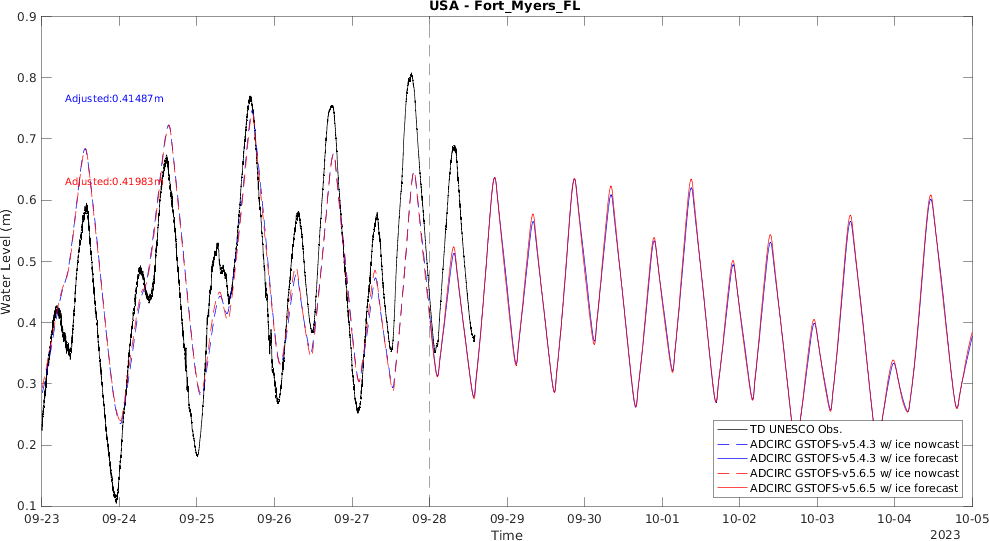 USA - Fort_Myers_FL
0.9
0.8
0.7
0.6
0.5
0.4
0.3
0.2
0.1
Water Level (m)
Adjusted:0.41487m
Adjusted:0.41983m
TD UNESCO Obs.
ADCIRC GSTOFS-v5.4.3 w/ ice nowcast
ADCIRC GSTOFS-v5.4.3 w/ ice forecast
ADCIRC GSTOFS-v5.6.5 w/ ice nowcast
ADCIRC GSTOFS-v5.6.5 w/ ice forecast
09-23 09-24 09-25 09-26 09-27 09-28 09-29 09-30 10-01 10-02 10-03 10-04 10-05
Time
2023